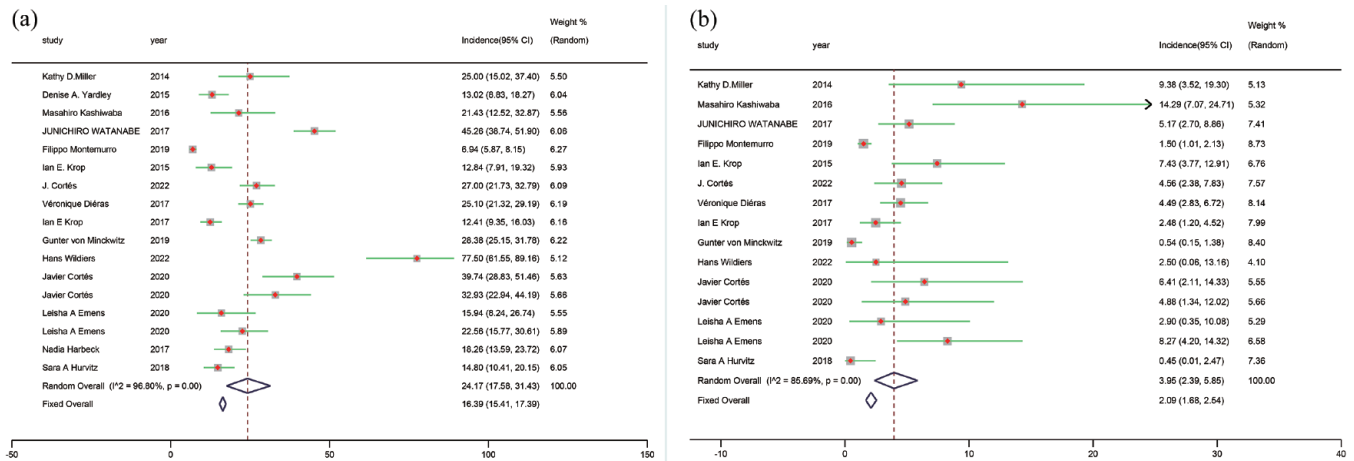 (a)
Weight %
study year Incidence(95% CI) (Random)
Kathy D.Miller 2014 25.00 (15.02, 37.40) 5.50
Denise A. Yardley 2015 13.02 (8.83, 18.27) 6.04
Masahiro Kashiwaba 2016 21.43 (12.52, 32.87) 5.56
JUNICHIRO WATANABE 2017 45.26 (38.74, 51.90) 6.06
Filippo Montemurro 2019 6.94 (5.87, 8.15) 6.27
Ian E. Krop 2015 12.84 (7.91, 19.32) 5.93
J. Cortés 2022 27.00 (21.73, 32.79) 6.09
Véronique Diéras 2017 25.10 (21.32, 29.19) 6.19
Ian E Krop 2017 12.41 (9.35, 16.03) 6.16
Gunter von Minckwitz 2019 28.38 (25.15, 31.78) 6.22
Hans Wildiers 2022 77.50 (61.55, 89.16) 5.12
Javier Cortés 2020 39.74 (28.83, 51.46) 5.63
Javier Cortés 2020 32.93 (22.94, 44.19) 5.66
Leisha A Emens 2020 15.94 (8.24, 26.74) 5.55
Leisha A Emens 2020 22.56 (15.77, 30.61) 5.89
Nadia Harbeck 2017 18.26 (13.59, 23.72) 6.07
Sara A Hurvitz 2018 14.80 (10.41, 20.15) 6.05
Random Overall (I^2 = 96.80%, p = 0.00) 24.17 (17.58, 31.43) 100.00
Fixed Overall 16.39 (15.41, 17.39)
-50 0 50 100 150
(b)
Weight %
study year Incidence(95% CI) (Random)
Kathy D.Miller 2014 9.38 (3.52, 19.30) 5.13
Masahiro Kashiwaba 2016 14.29 (7.07, 24.71) 5.32
JUNICHIRO WATANABE 2017 5.17 (2.70, 8.86) 7.41
Filippo Montemurro 2019 1.50 (1.01, 2.13) 8.73
Ian E. Krop 2015 7.43 (3.77, 12.91) 6.76
J. Cortés 2022 4.56 (2.38, 7.83) 7.57
Véronique Diéras 2017 4.49 (2.83, 6.72) 8.14
Ian E Krop 2017 2.48 (1.20, 4.52) 7.99
Gunter von Minckwitz 2019 0.54 (0.15, 1.38) 8.40
Hans Wildiers 2022 2.50 (0.06, 13.16) 4.10
Javier Cortés 2020 6.41 (2.11, 14.33) 5.55
Javier Cortés 2020 4.88 (1.34, 12.02) 5.66
Leisha A Emens 2020 2.90 (0.35, 10.08) 5.29
Leisha A Emens 2020 8.27 (4.20, 14.32) 6.58
Sara A Hurvitz 2018 0.45 (0.01, 2.47) 7.36
Random Overall (I^2 = 85.69%, p = 0.00) 3.95 (2.39, 5.85) 100.00
Fixed Overall 2.09 (1.68, 2.54)
-10 0 10 20 30 40